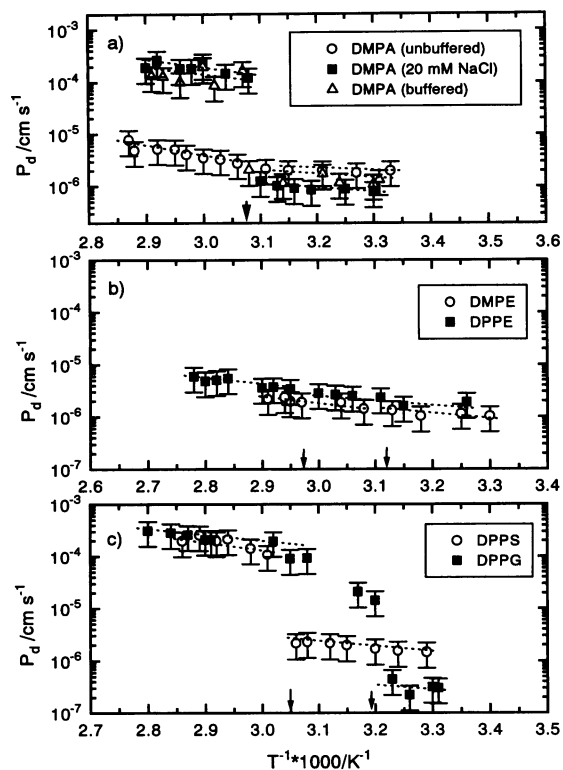 a)
DMPA (unbuffered)
DMPA (20 mM NaCl)
DMPA (buffered)
10⁻³
10⁻⁴
10⁻⁵
10⁻⁶
P_d /cm s⁻¹
2.8 2.9 3.0 3.1 3.2 3.3 3.4 3.5 3.6
b)
DMPE
DPPE
10⁻³
10⁻⁴
10⁻⁵
10⁻⁶
10⁻⁷
P_d /cm s⁻¹
2.6 2.7 2.8 2.9 3.0 3.1 3.2 3.3 3.4
c)
DPPS
DPPG
10⁻³
10⁻⁴
10⁻⁵
10⁻⁶
10⁻⁷
P_d /cm s⁻¹
2.7 2.8 2.9 3.0 3.1 3.2 3.3 3.4 3.5
T⁻¹*1000/K⁻¹